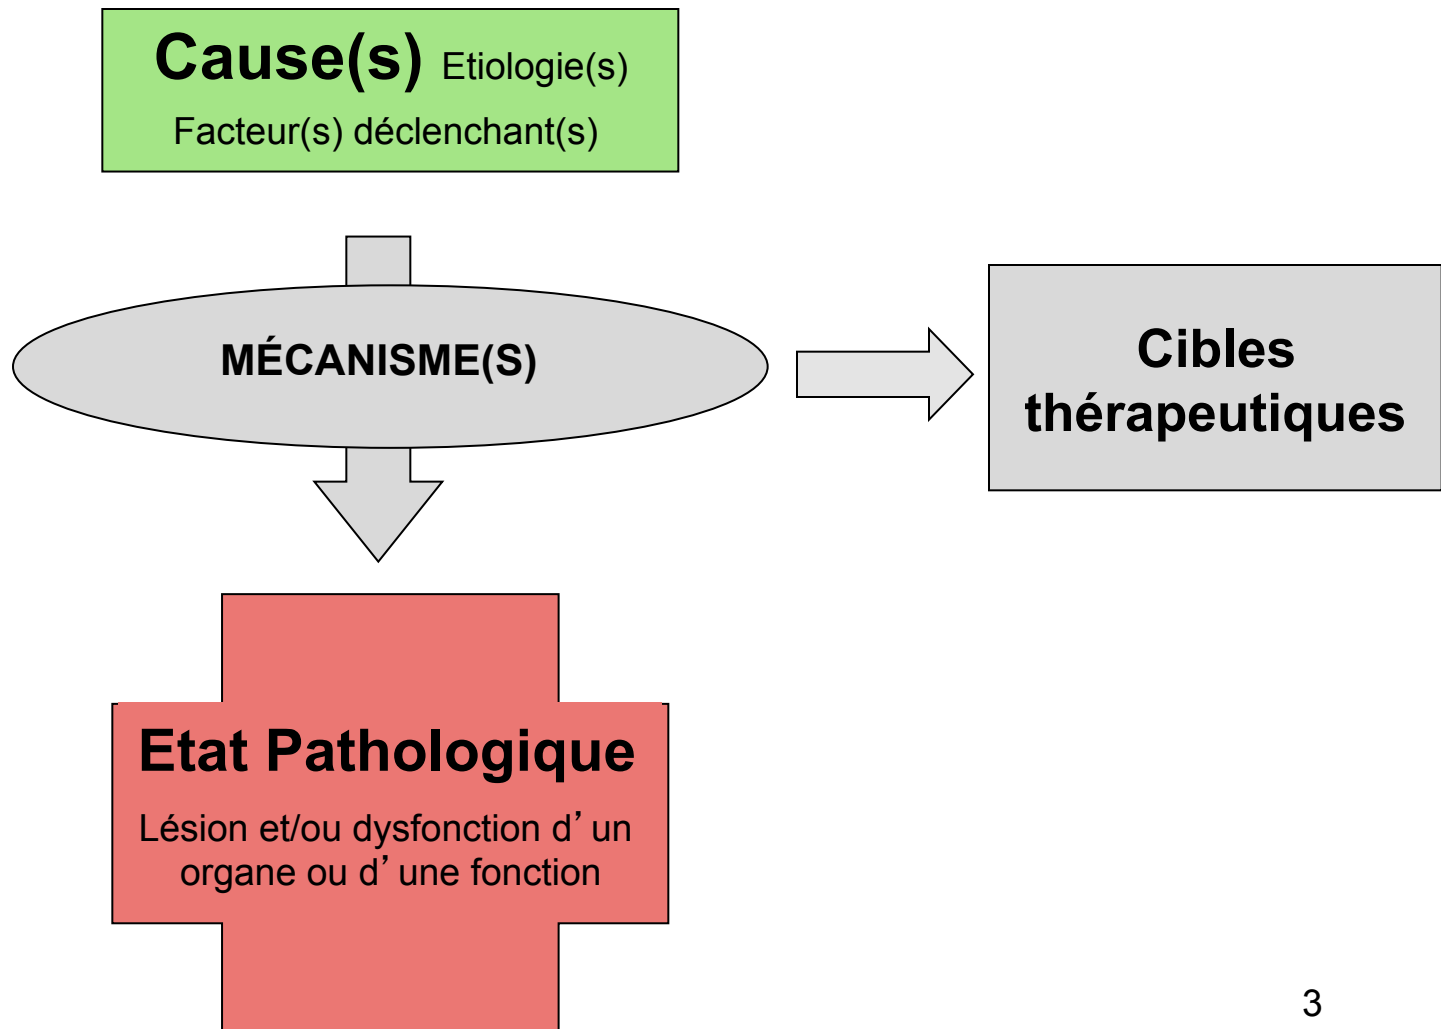 Cause(s) Etiologie(s)
Facteur(s) déclenchant(s)
MÉCANISME(S)
Cibles
thérapeutiques
Etat Pathologique
Lésion et/ou dysfonction d’ un
organe ou d’ une fonction
3